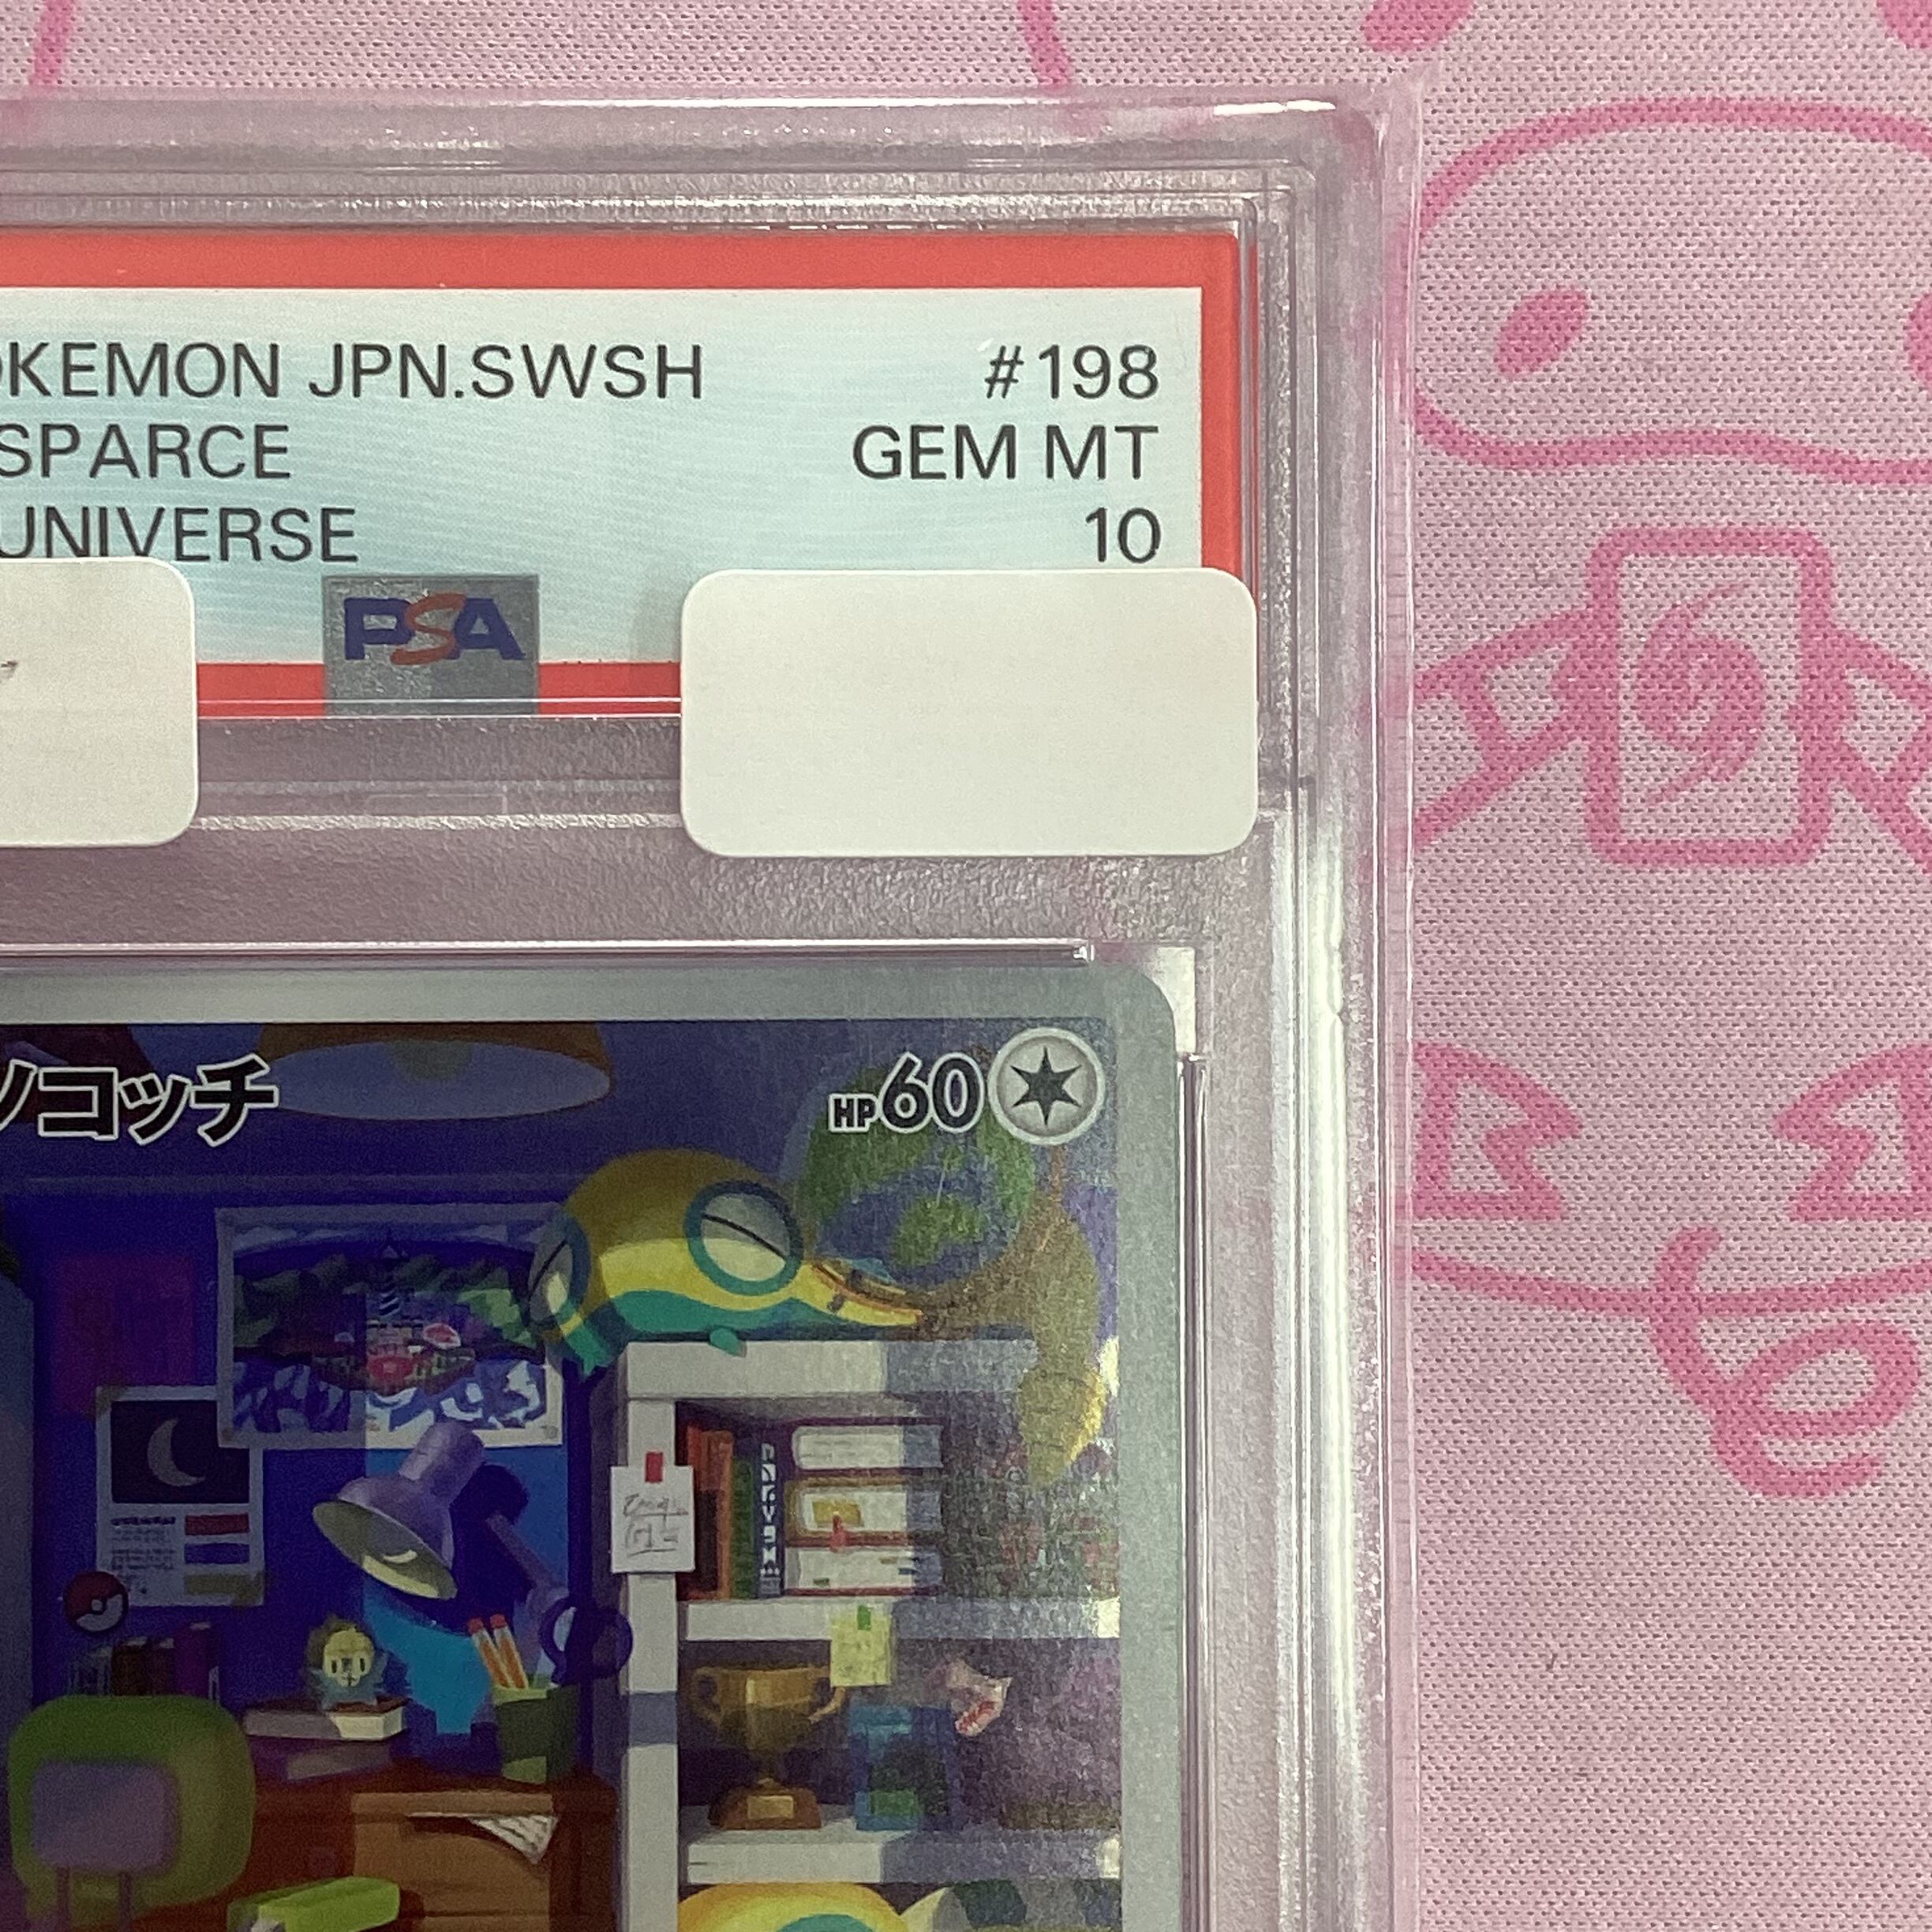 OKEMON JPN.SWSH #198
SPARCE GEM MT
UNIVERSE 10
PSA
ノコッチ HP60